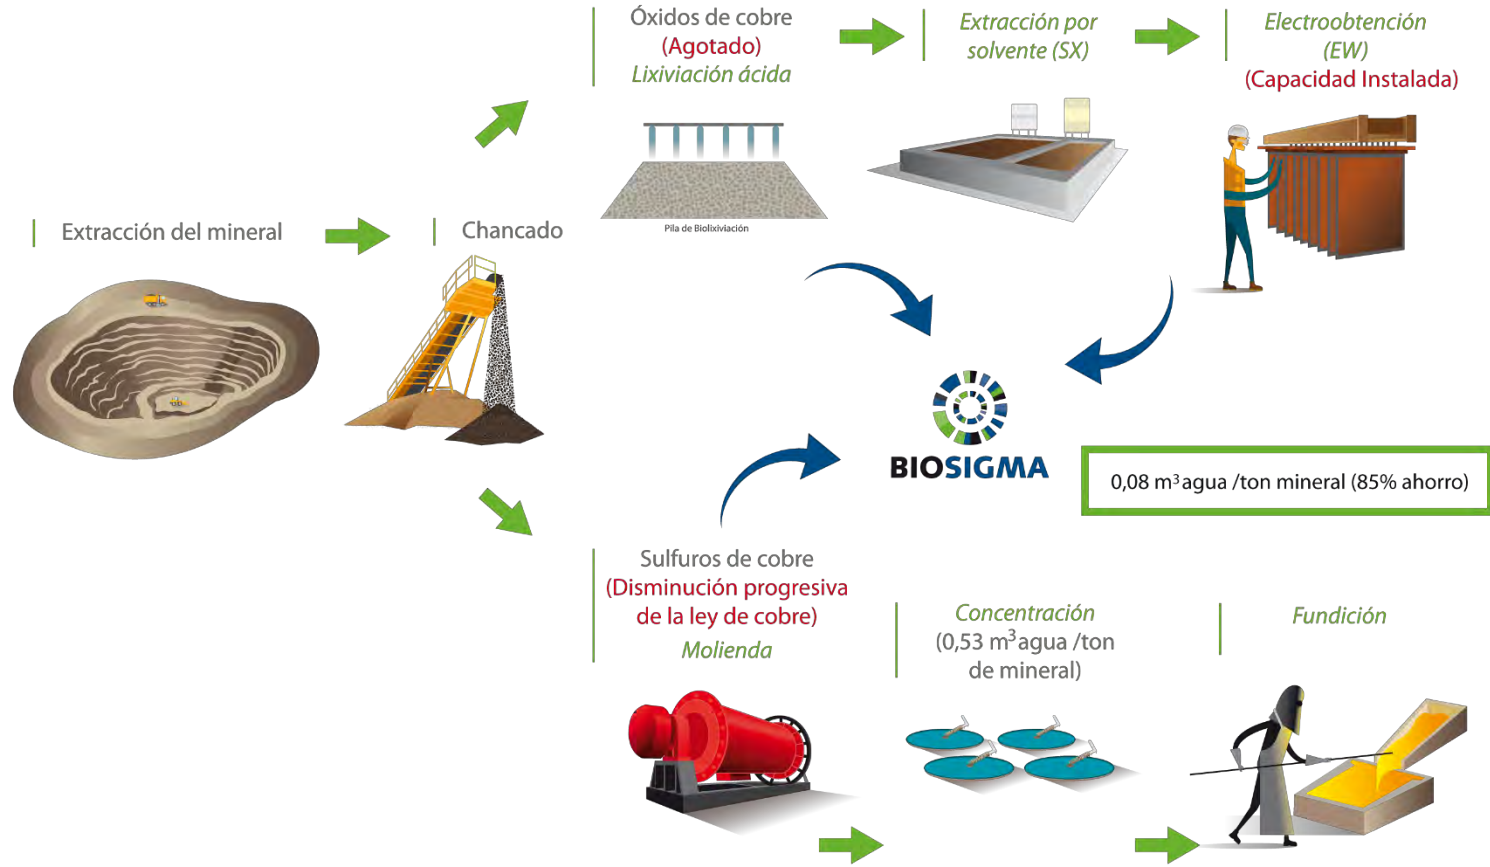 Óxidos de cobre
(Agotado)
Lixiviación ácida
Extracción por
solvente (SX)
Electroobtención
(EW)
(Capacidad Instalada)
Pila de Biolixiviación
Extracción del mineral
Chancado
BIOSIGMA
0,08 m³ agua /ton mineral (85% ahorro)
Sulfuros de cobre
(Disminución progresiva
de la ley de cobre)
Molienda
Concentración
(0,53 m³ agua /ton
de mineral)
Fundición